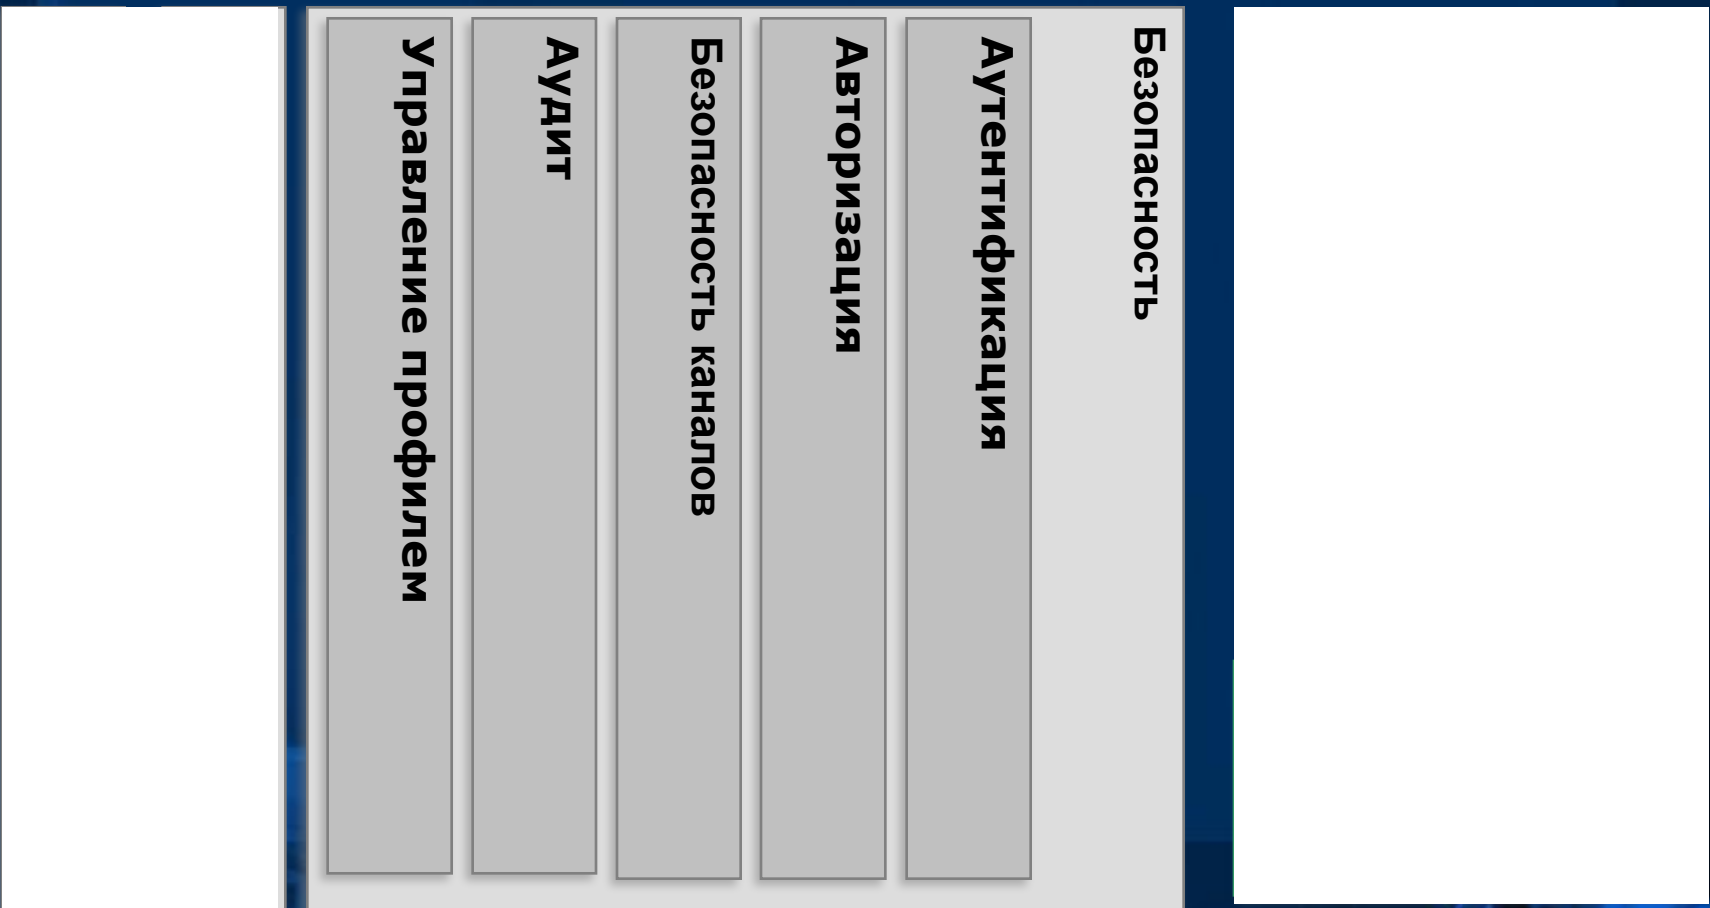 Безопасность
Аутентификация
Авторизация
Безопасность каналов
Аудит
Управление профилем